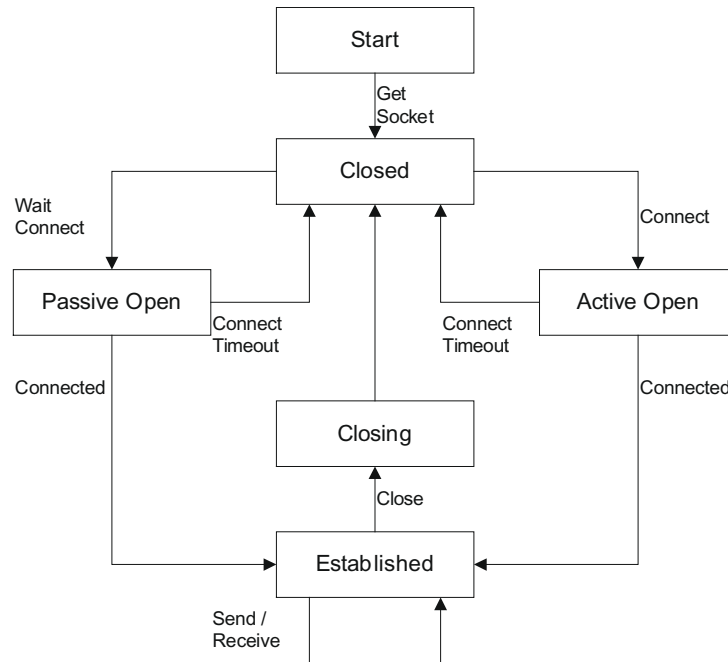 Start
Get
Socket
Closed
Wait
Connect
Connect
Passive Open
Active Open
Connect
Timeout
Connect
Timeout
Connected
Connected
Closing
Close
Established
Send /
Receive